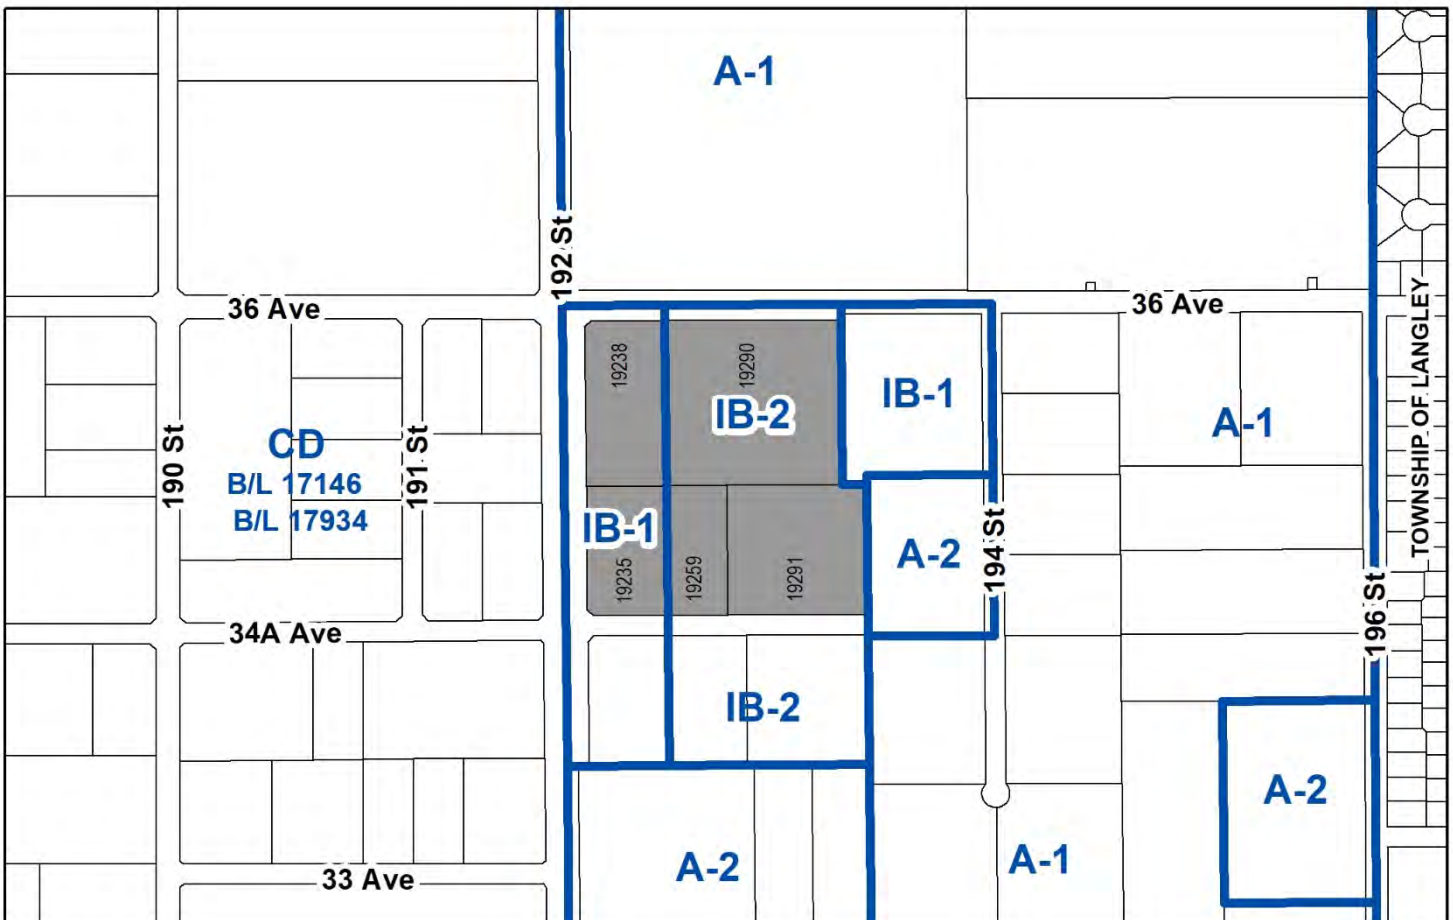 A-1
192 St
36 Ave
36 Ave
TOWNSHIP OF LANGLEY
19238
19290
IB-2
IB-1
A-1
190 St
CD
B/L 17146
B/L 17934
191 St
IB-1
19235
19259
19291
A-2
194 St
196 St
34A Ave
IB-2
A-2
A-2
A-1
33 Ave